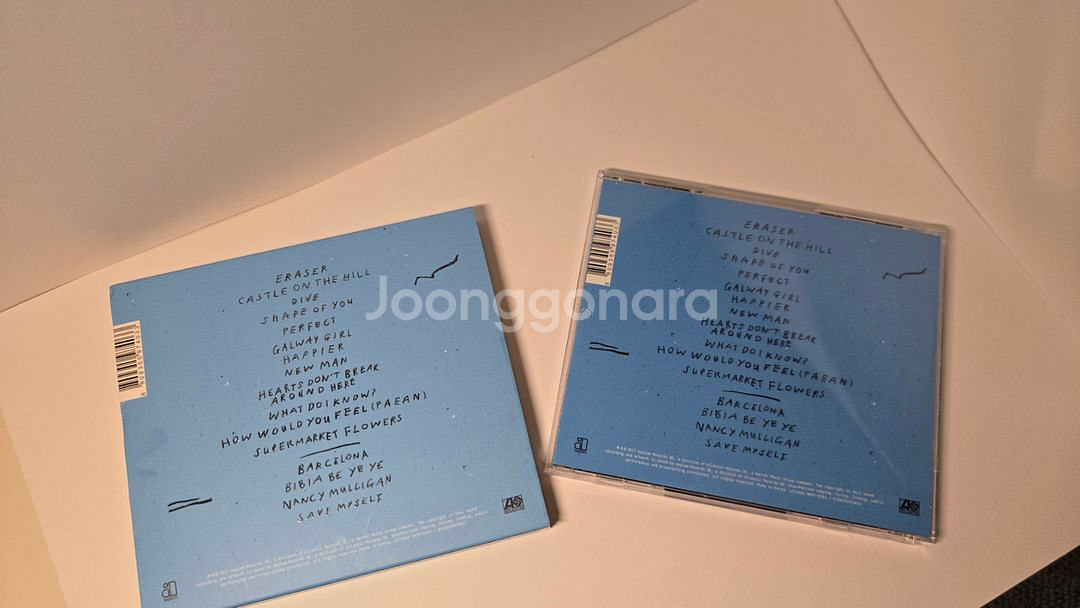 ERASER
CASTLE ON THE HILL
DIVE
SHAPE OF YOU
PERFECT
GALWAY GIRL
HAPPIER
NEW MAN
HEARTS DON'T BREAK
AROUND HERE
WHAT DO I KNOW?
HOW WOULD YOU FEEL (PAEAN)
SUPERMARKET FLOWERS
BARCELONA
BIBIA BE YE YE
NANCY MULLIGAN
SAVE MYSELF
ERASER
CASTLE ON THE HILL
DIVE
SHAPE OF YOU
PERFECT
GALWAY GIRL
HAPPIER
NEW MAN
HEARTS DON'T BREAK
AROUND HERE
WHAT DO I KNOW?
HOW WOULD YOU FEEL (PAEAN)
SUPERMARKET FLOWERS
BARCELONA
BIBIA BE YE YE
NANCY MULLIGAN
SAVE MYSELF
Joonggonara